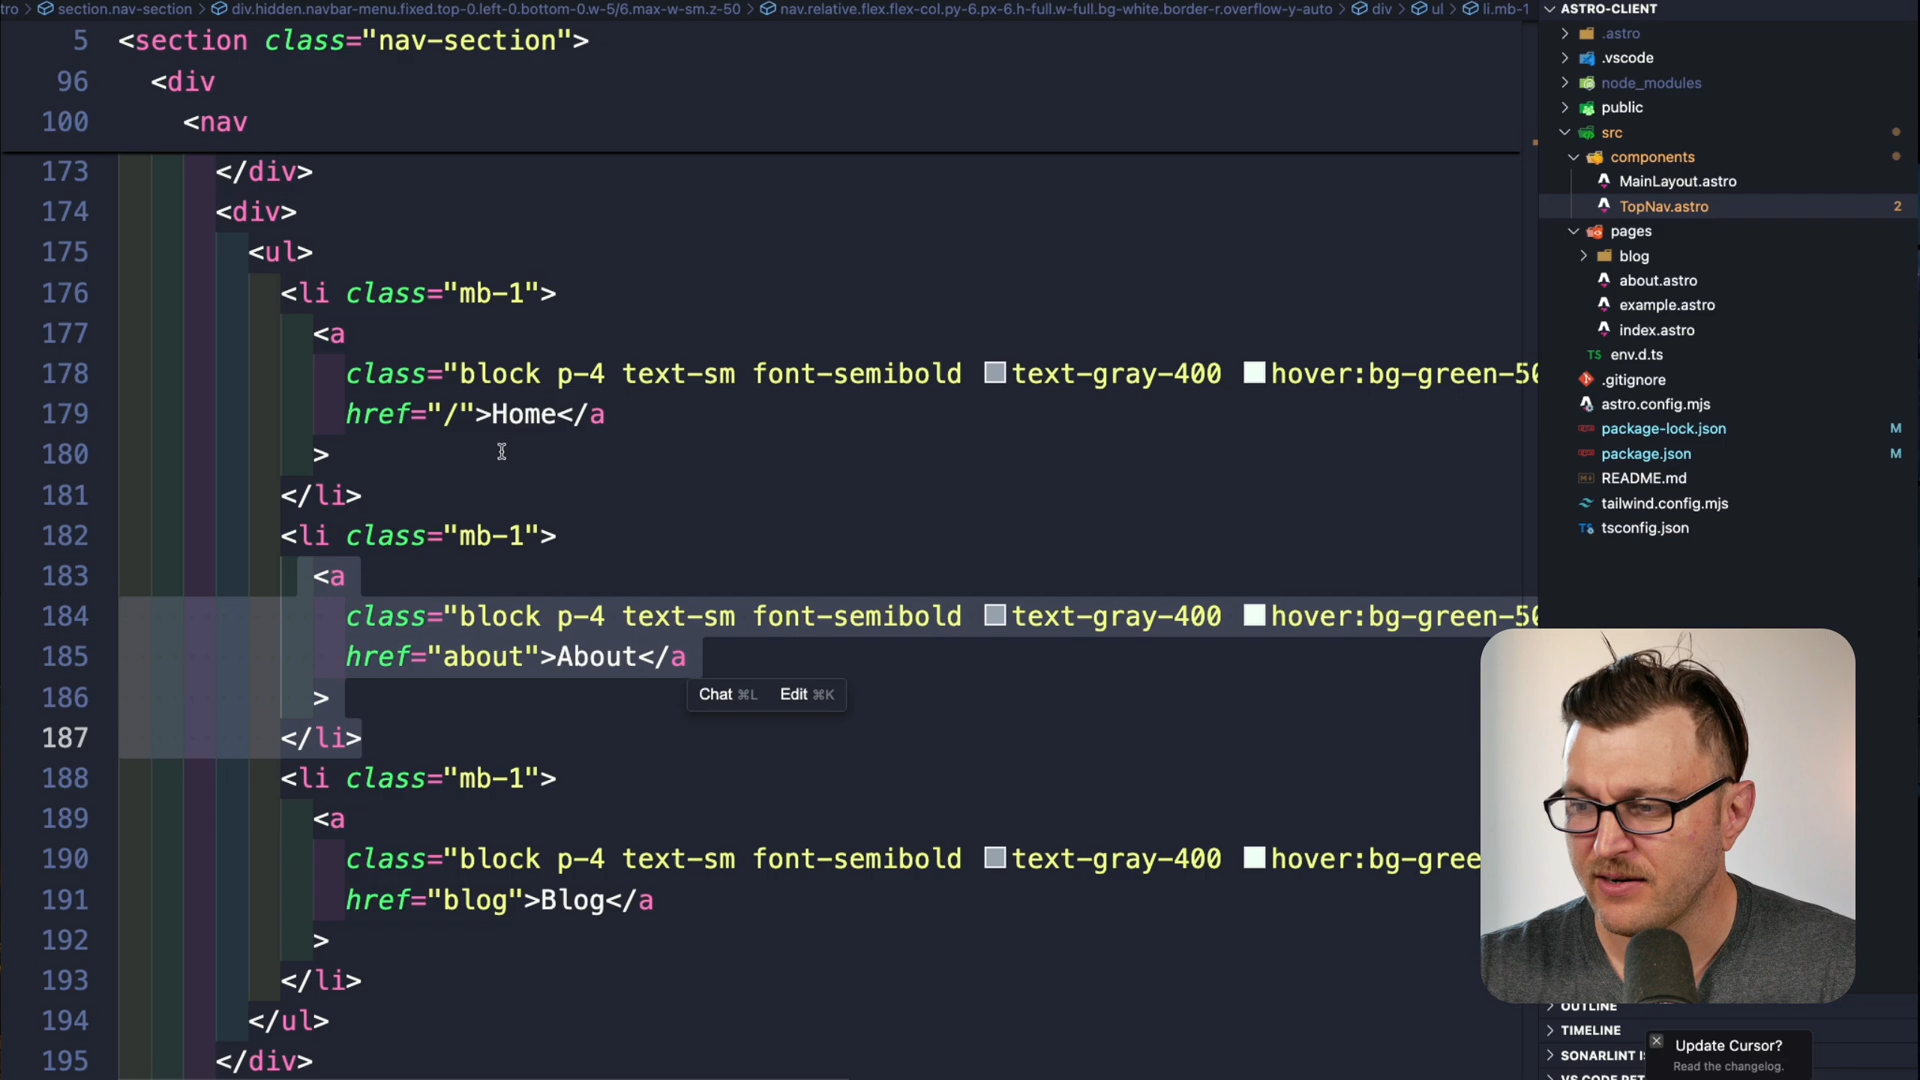 tro > section.nav-section > div.hidden.navbar-menu.fixed.top-0.left-0.bottom-0.w-5/6.max-w-sm.z-50 > nav.relative.flex.flex-col.py-6.px-6.h-full.w-full.bg-white.border-r.overflow-y-auto > div > ul > li.mb-1
5 <section class="nav-section">
96 <div
100 <nav
173 </div>
174 <div>
175 <ul>
176 <li class="mb-1">
177 <a
178 class="block p-4 text-sm font-semibold text-gray-400 hover:bg-green-50
179 href="/">Home</a
180 >
181 </li>
182 <li class="mb-1">
183 <a
184 class="block p-4 text-sm font-semibold text-gray-400 hover:bg-green-50
185 href="about">About</a
186 >
Chat ⌘L Edit ⌘K
187 </li>
188 <li class="mb-1">
189 <a
190 class="block p-4 text-sm font-semibold text-gray-400 hover:bg-gree
191 href="blog">Blog</a
192 >
193 </li>
194 </ul>
195 </div>
ASTRO-CLIENT
.astro
.vscode
node_modules
public
src
components
MainLayout.astro
TopNav.astro 2
pages
blog
about.astro
example.astro
index.astro
TS env.d.ts
.gitignore
astro.config.mjs
package-lock.json M
package.json M
README.md
tailwind.config.mjs
TS tsconfig.json
OUTLINE
TIMELINE
SONARLINT
Update Cursor?
Read the changelog.